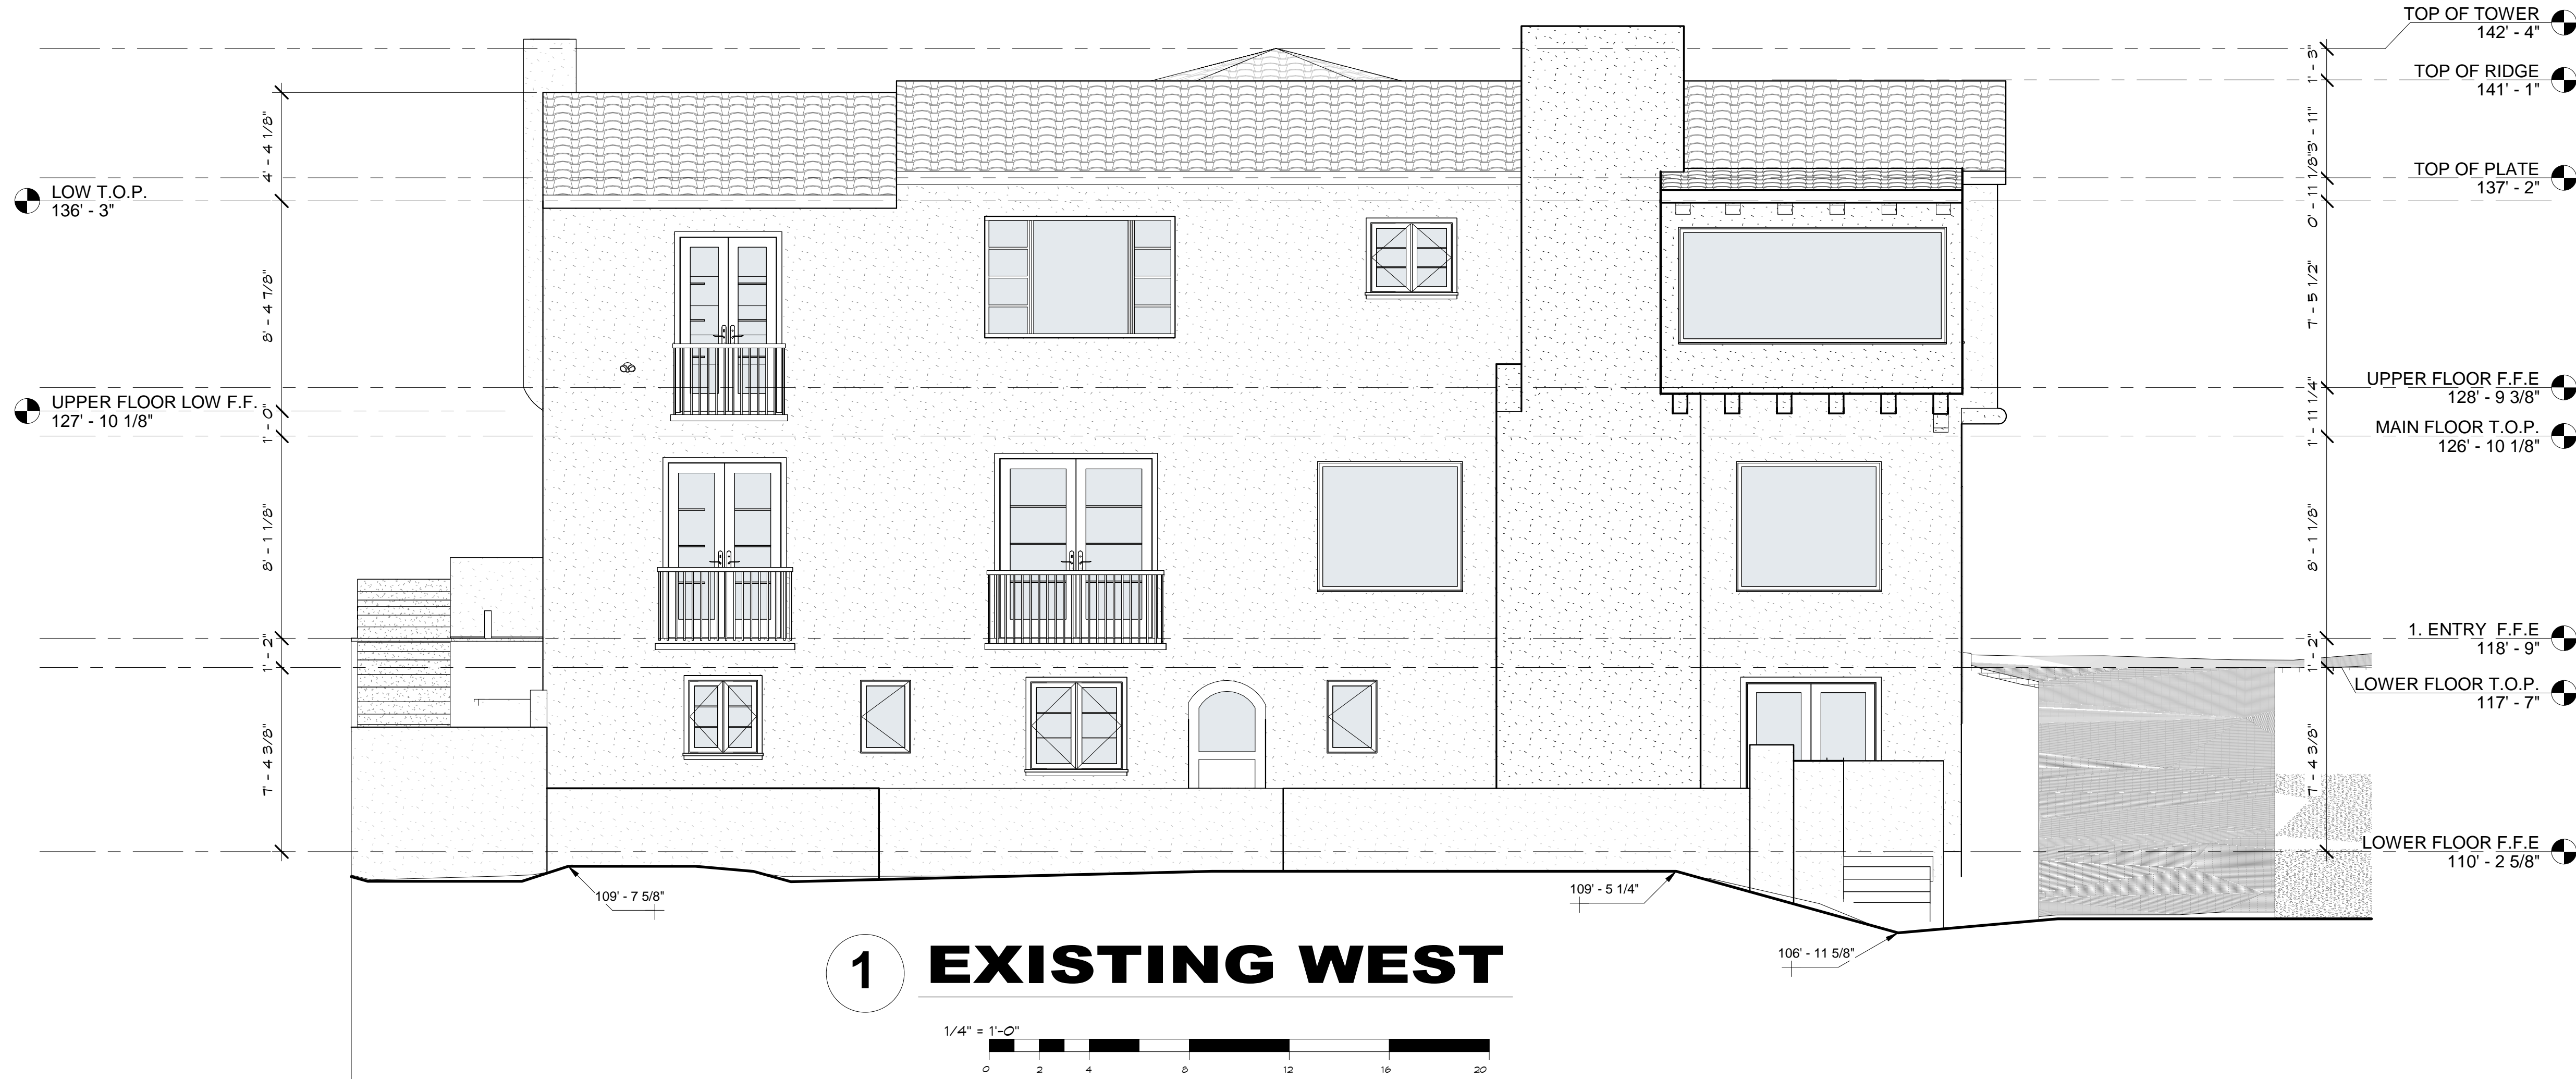 TOP OF TOWER
142' - 4"
TOP OF RIDGE
141' - 1"
TOP OF PLATE
137' - 2"
UPPER FLOOR F.F.E
128' - 9 3/8"
MAIN FLOOR T.O.P.
126' - 10 1/8"
1. ENTRY F.F.E
118' - 9"
LOWER FLOOR T.O.P.
117' - 7"
LOWER FLOOR F.F.E
110' - 2 5/8"
1' - 3"
3' - 11"
0' - 11 1/8"
7' - 5 1/2"
1' - 11 1/4"
8' - 1 1/8"
1' - 2"
7' - 4 3/8"
LOW T.O.P.
136' - 3"
UPPER FLOOR LOW F.F.
127' - 10 1/8"
4' - 4 1/8"
8' - 4 7/8"
1' - 0"
8' - 1 1/8"
1' - 2"
7' - 4 3/8"
109' - 7 5/8"
109' - 5 1/4"
106' - 11 5/8"
1 EXISTING WEST
1/4" = 1'-0"
0 2 4 8 12 16 20